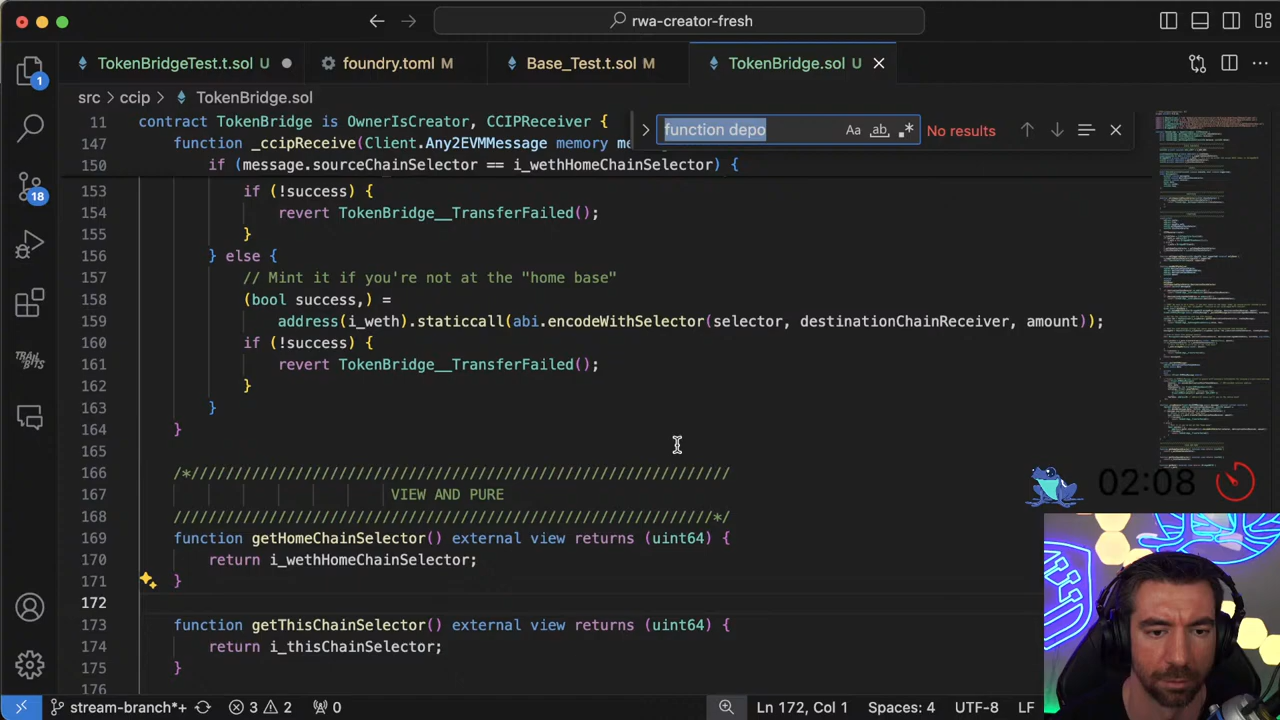 rwa-creator-fresh
TokenBridgeTest.t.sol U
foundry.toml M
Base_Test.t.sol M
TokenBridge.sol U
src > ccip > TokenBridge.sol
function depo
Aa ab .* No results
11 contract TokenBridge is OwnerIsCreator, CCIPReceiver {
147 function _ccipReceive(Client.Any2EVMMessage memory me
150 if (message.sourceChainSelector == i_wethHomeChainSelector) {
153 if (!success) {
154 revert TokenBridge__TransferFailed();
155 }
156 } else {
157 // Mint it if you're not at the "home base"
158 (bool success,) =
159 address(i_weth).staticcall(abi.encodeWithSelector(selector, destinationChainReceiver, amount));
160 if (!success) {
161 revert TokenBridge__TransferFailed();
162 }
163 }
164 }
165
166 /*////////////////////////////////////////////////////////////////
167 VIEW AND PURE
168 //////////////////////////////////////////////////////////////*/
169 function getHomeChainSelector() external view returns (uint64) {
170 return i_wethHomeChainSelector;
171 }
172
173 function getThisChainSelector() external view returns (uint64) {
174 return i_thisChainSelector;
175 }
176
1
18
02:08
stream-branch*+
3 2 0
Ln 172, Col 1 Spaces: 4 UTF-8 LF